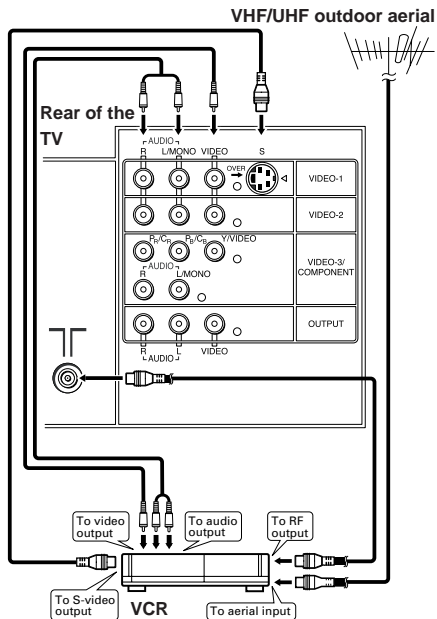 VHF/UHF outdoor aerial
Rear of the
TV
AUDIO
R L/MONO VIDEO S
OVER
VIDEO-1
VIDEO-2
PR/CR PB/CB Y/VIDEO
AUDIO
R L/MONO
VIDEO-3/
COMPONENT
OUTPUT
R L VIDEO
AUDIO
To video
output
To audio
output
To RF
output
To S-video
output
VCR
To aerial input